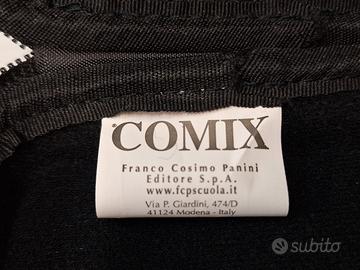 COMIX
Franco Cosimo Panini
Editore S.p.A.
www.fcpscuola.it
Via P. Giardini, 474/D
41124 Modena - Italy
subito